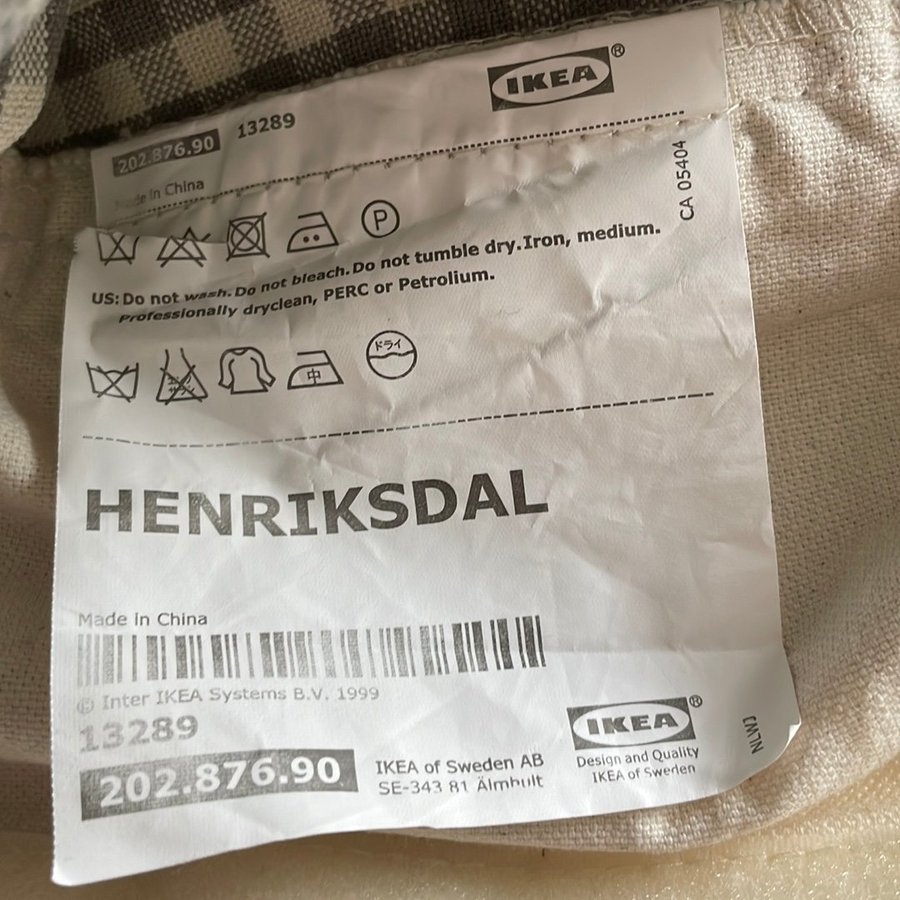 IKEA®
202.876.90 13289
Made in China
CA 05404
P
US: Do not wash. Do not bleach. Do not tumble dry. Iron, medium.
Professionally dryclean, PERC or Petrolium.
中 ドライ
HENRIKSDAL
Made in China
© Inter IKEA Systems B.V. 1999
13289
202.876.90
IKEA of Sweden AB
SE-343 81 Älmhult
IKEA®
Design and Quality
IKEA of Sweden
NLWJ